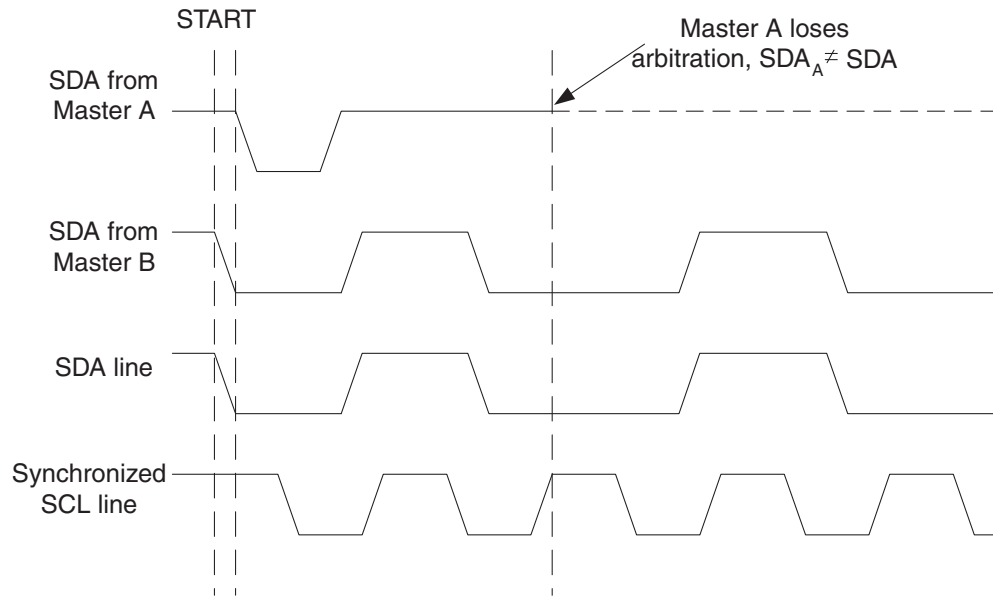 START
Master A loses
arbitration, SDA_A ≠ SDA
SDA from
Master A
SDA from
Master B
SDA line
Synchronized
SCL line